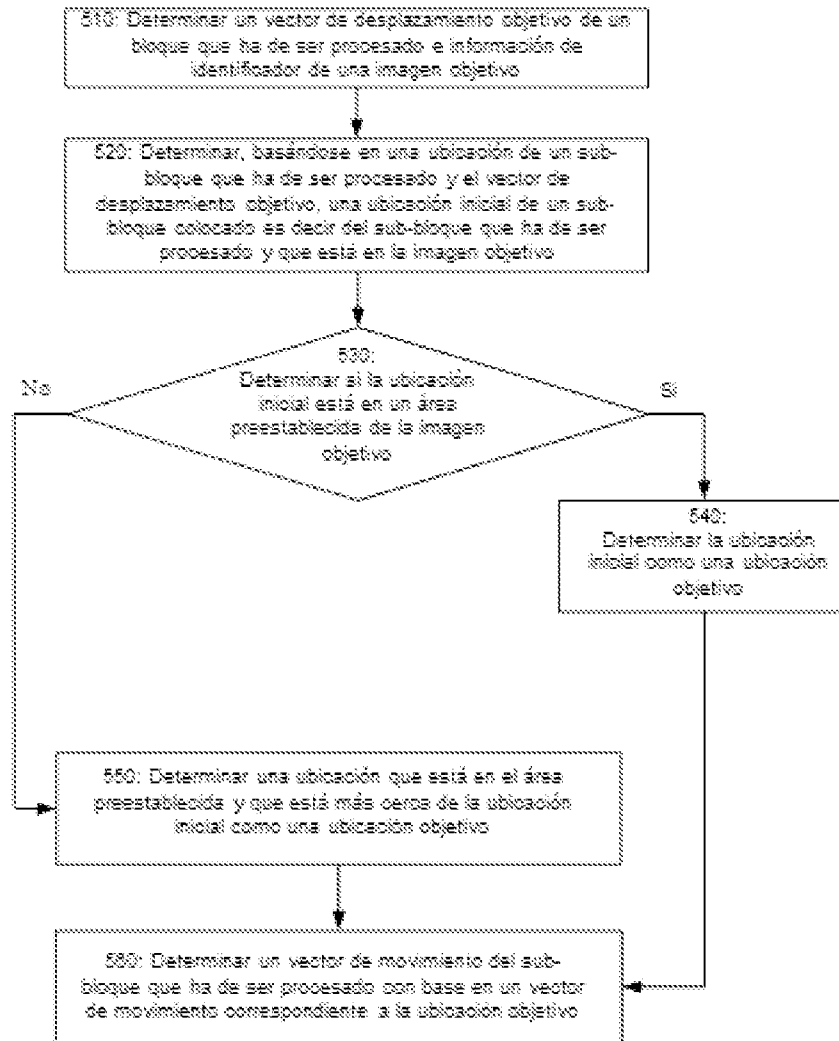 510: Determinar un vector de desplazamiento objetivo de un
bloque que ha de ser procesado e información de
identificador de una imagen objetivo
520: Determinar, basándose en una ubicación de un sub-
bloque que ha de ser procesado y el vector de
desplazamiento objetivo, una ubicación inicial de un sub-
bloque colocado es decir del sub-bloque que ha de ser
procesado y que está en la imagen objetivo
530:
Determinar si la ubicación
inicial está en un área
preestablecida de la imagen
objetivo
No
Si
540:
Determinar la ubicación
inicial como una ubicación
objetivo
550: Determinar una ubicación que está en el área
preestablecida y que está más cerca de la ubicación
inicial como una ubicación objetivo
560: Determinar un vector de movimiento del sub-
bloque que ha de ser procesado con base en un vector
de movimiento correspondiente a la ubicación objetivo